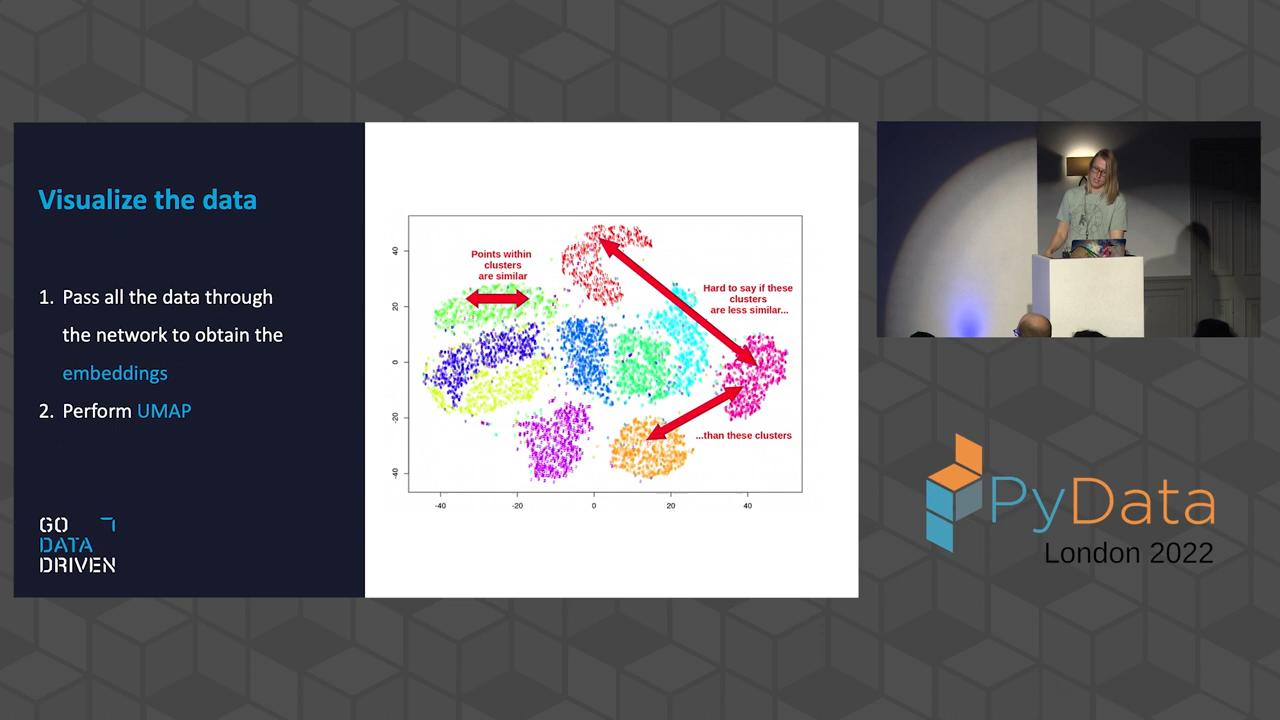 Visualize the data
1. Pass all the data through
the network to obtain the
embeddings
2. Perform UMAP
GO
DATA
DRIVEN
Points within
clusters
are similar
Hard to say if these
clusters
are less similar...
...than these clusters
40
20
0
-20
-40
-40
-20
0
20
40
PyData
London 2022